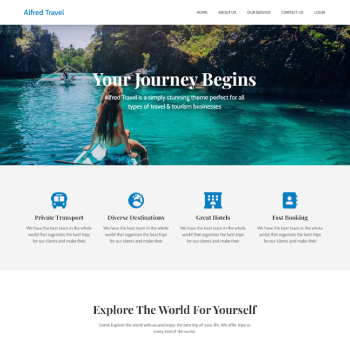 Alfred Travel
HOME ABOUT US OUR SERVICE CONTACT US LOGIN
Your Journey Begins
Alfred Travel is a simply stunning theme perfect for all
types of travel & tourism businesses
Private Transport
We have the best team in the whole
world that organizes the best trips
for our clients and make their
Diverse Destinations
We have the best team in the whole
world that organizes the best trips
for our clients and make their
Great Hotels
We have the best team in the whole
world that organizes the best trips
for our clients and make their
Fast Booking
We have the best team in the whole
world that organizes the best trips
for our clients and make their
Explore The World For Yourself
Come Explore the world with us and enjoy the best trip of your life. We offer trips to
every end of the world.